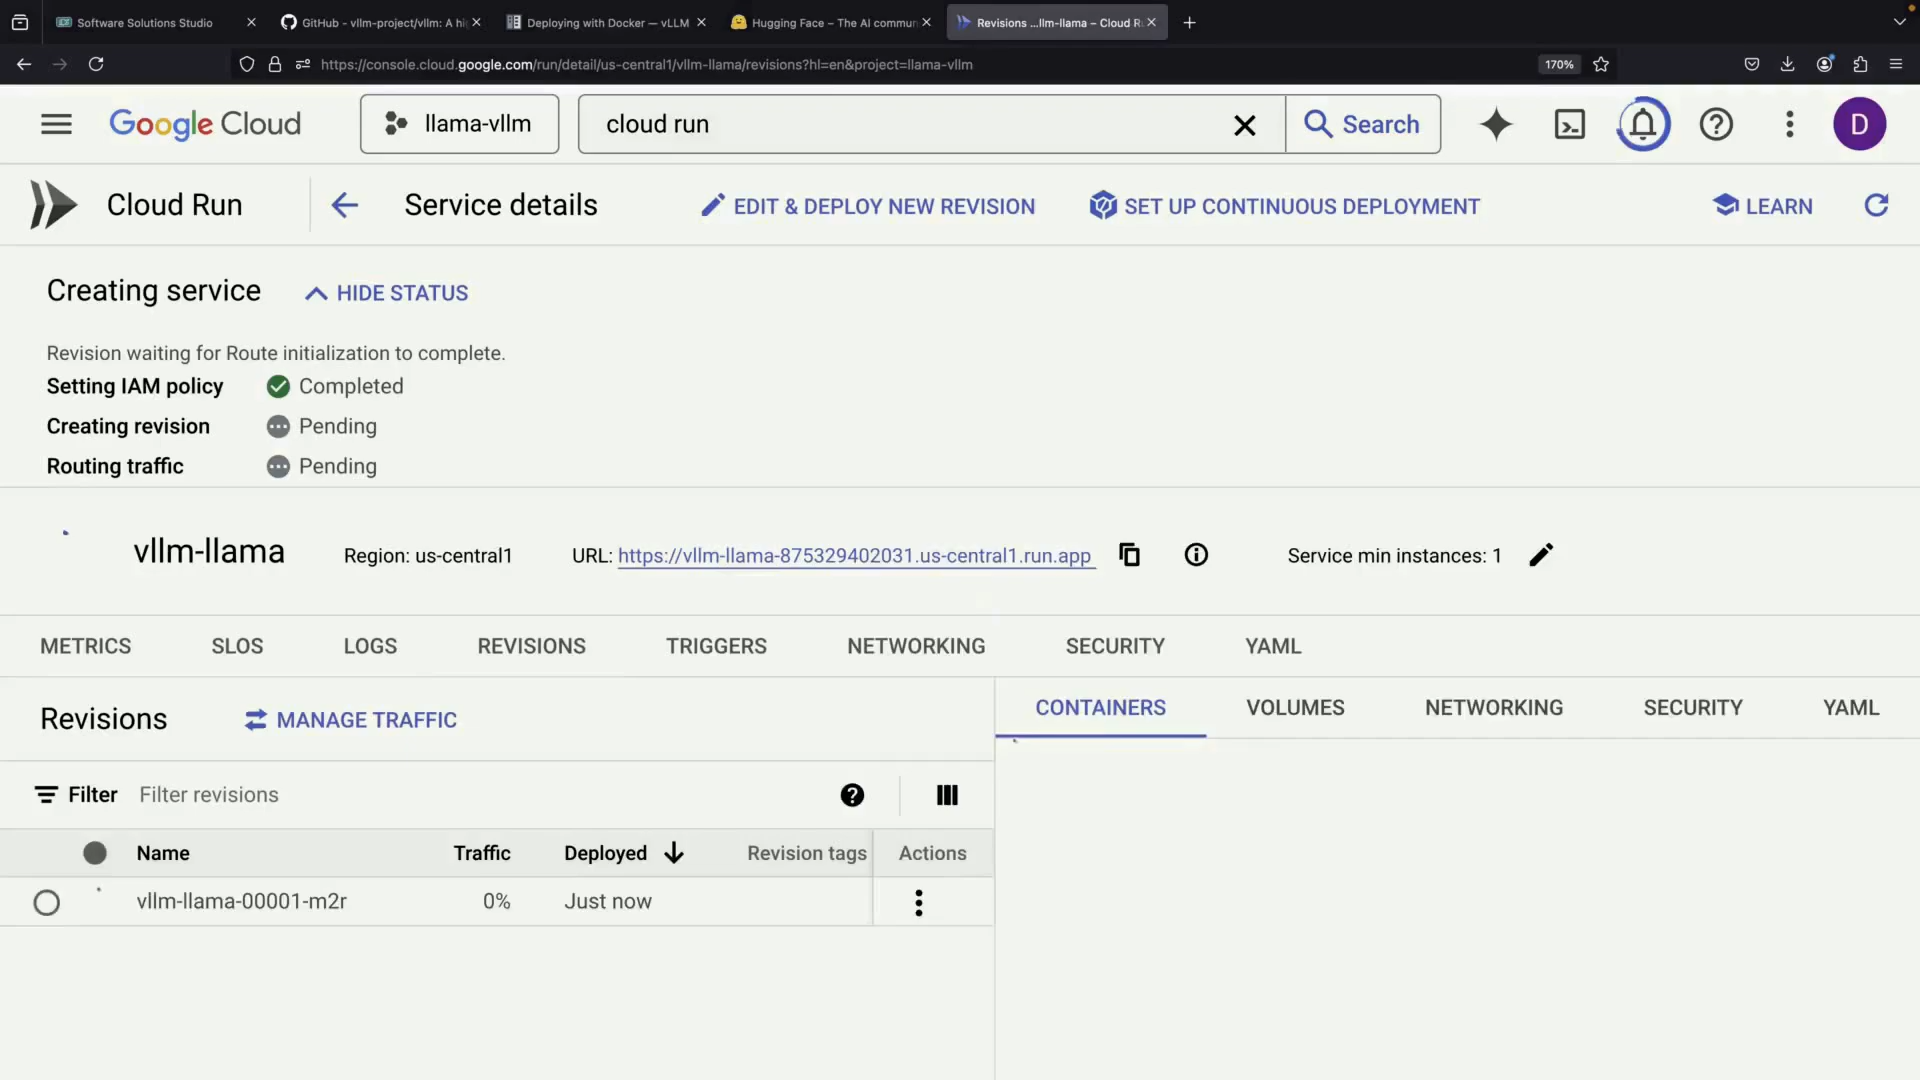 Software Solutions Studio
GitHub - vllm-project/vllm: A hi
Deploying with Docker — vLLM
Hugging Face – The AI commun
Revisions ...llm-llama – Cloud R
https://console.cloud.google.com/run/detail/us-central1/vllm-llama/revisions?hl=en&project=llama-vllm
170%
Google Cloud
llama-vllm
cloud run
Search
D
Cloud Run
Service details
EDIT & DEPLOY NEW REVISION
SET UP CONTINUOUS DEPLOYMENT
LEARN
Creating service
HIDE STATUS
Revision waiting for Route initialization to complete.
Setting IAM policy Completed
Creating revision Pending
Routing traffic Pending
vllm-llama
Region: us-central1
URL: https://vllm-llama-875329402031.us-central1.run.app
Service min instances: 1
METRICS SLOS LOGS REVISIONS TRIGGERS NETWORKING SECURITY YAML
Revisions
MANAGE TRAFFIC
CONTAINERS VOLUMES NETWORKING SECURITY YAML
Filter Filter revisions
Name Traffic Deployed Revision tags Actions
vllm-llama-00001-m2r 0% Just now